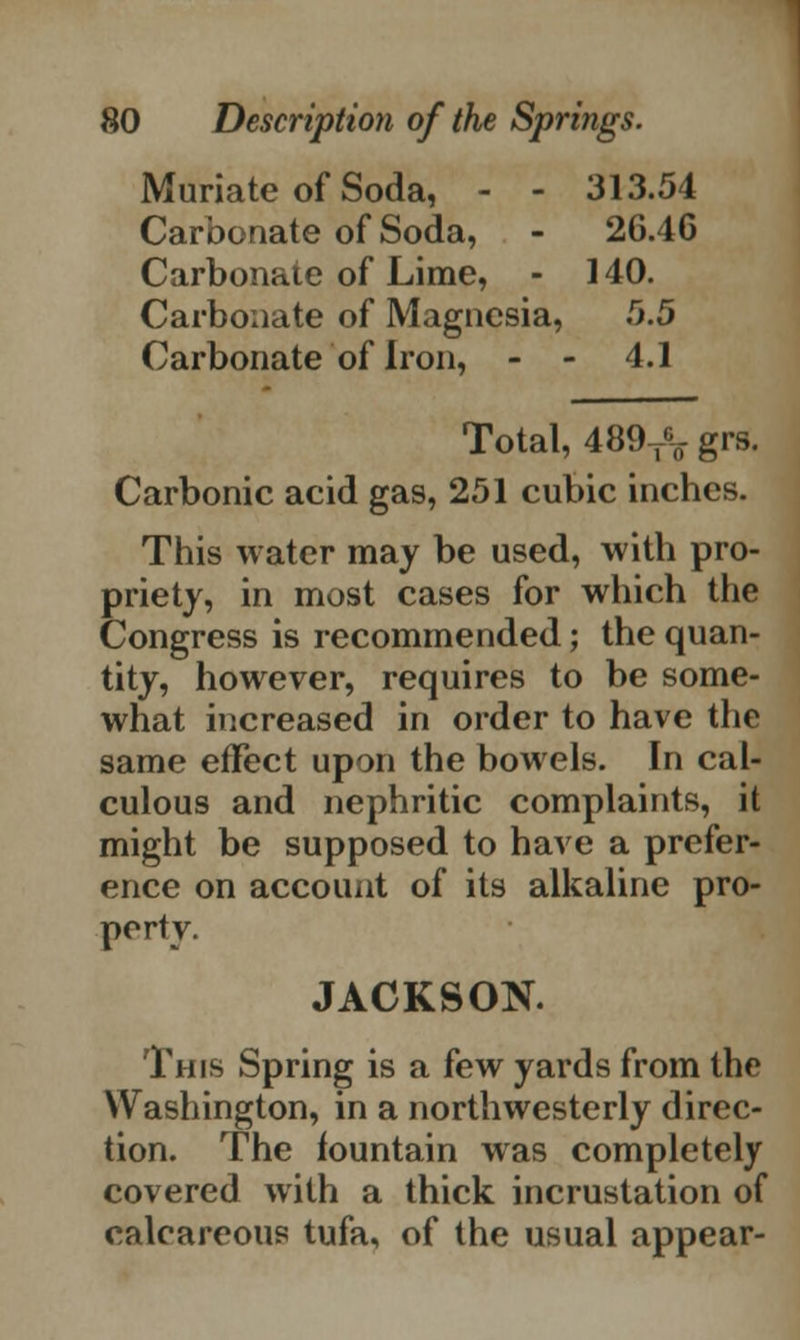 80 Description of the Springs.
Muriate of Soda, - - 313.54
Carbonate of Soda, - 26.46
Carbonate of Lime, - 140.
Carbonate of Magnesia, 5.5
Carbonate of Iron, - - 4.1
Total, 489 6/10 grs.
Carbonic acid gas, 251 cubic inches.
This water may be used, with pro-
priety, in most cases for which the
Congress is recommended; the quan-
tity, however, requires to be some-
what increased in order to have the
same effect upon the bowels. In cal-
culous and nephritic complaints, it
might be supposed to have a prefer-
ence on account of its alkaline pro-
perty.
JACKSON.
This Spring is a few yards from the
Washington, in a northwesterly direc-
tion. The fountain was completely
covered with a thick incrustation of
calcareous tufa, of the usual appear-